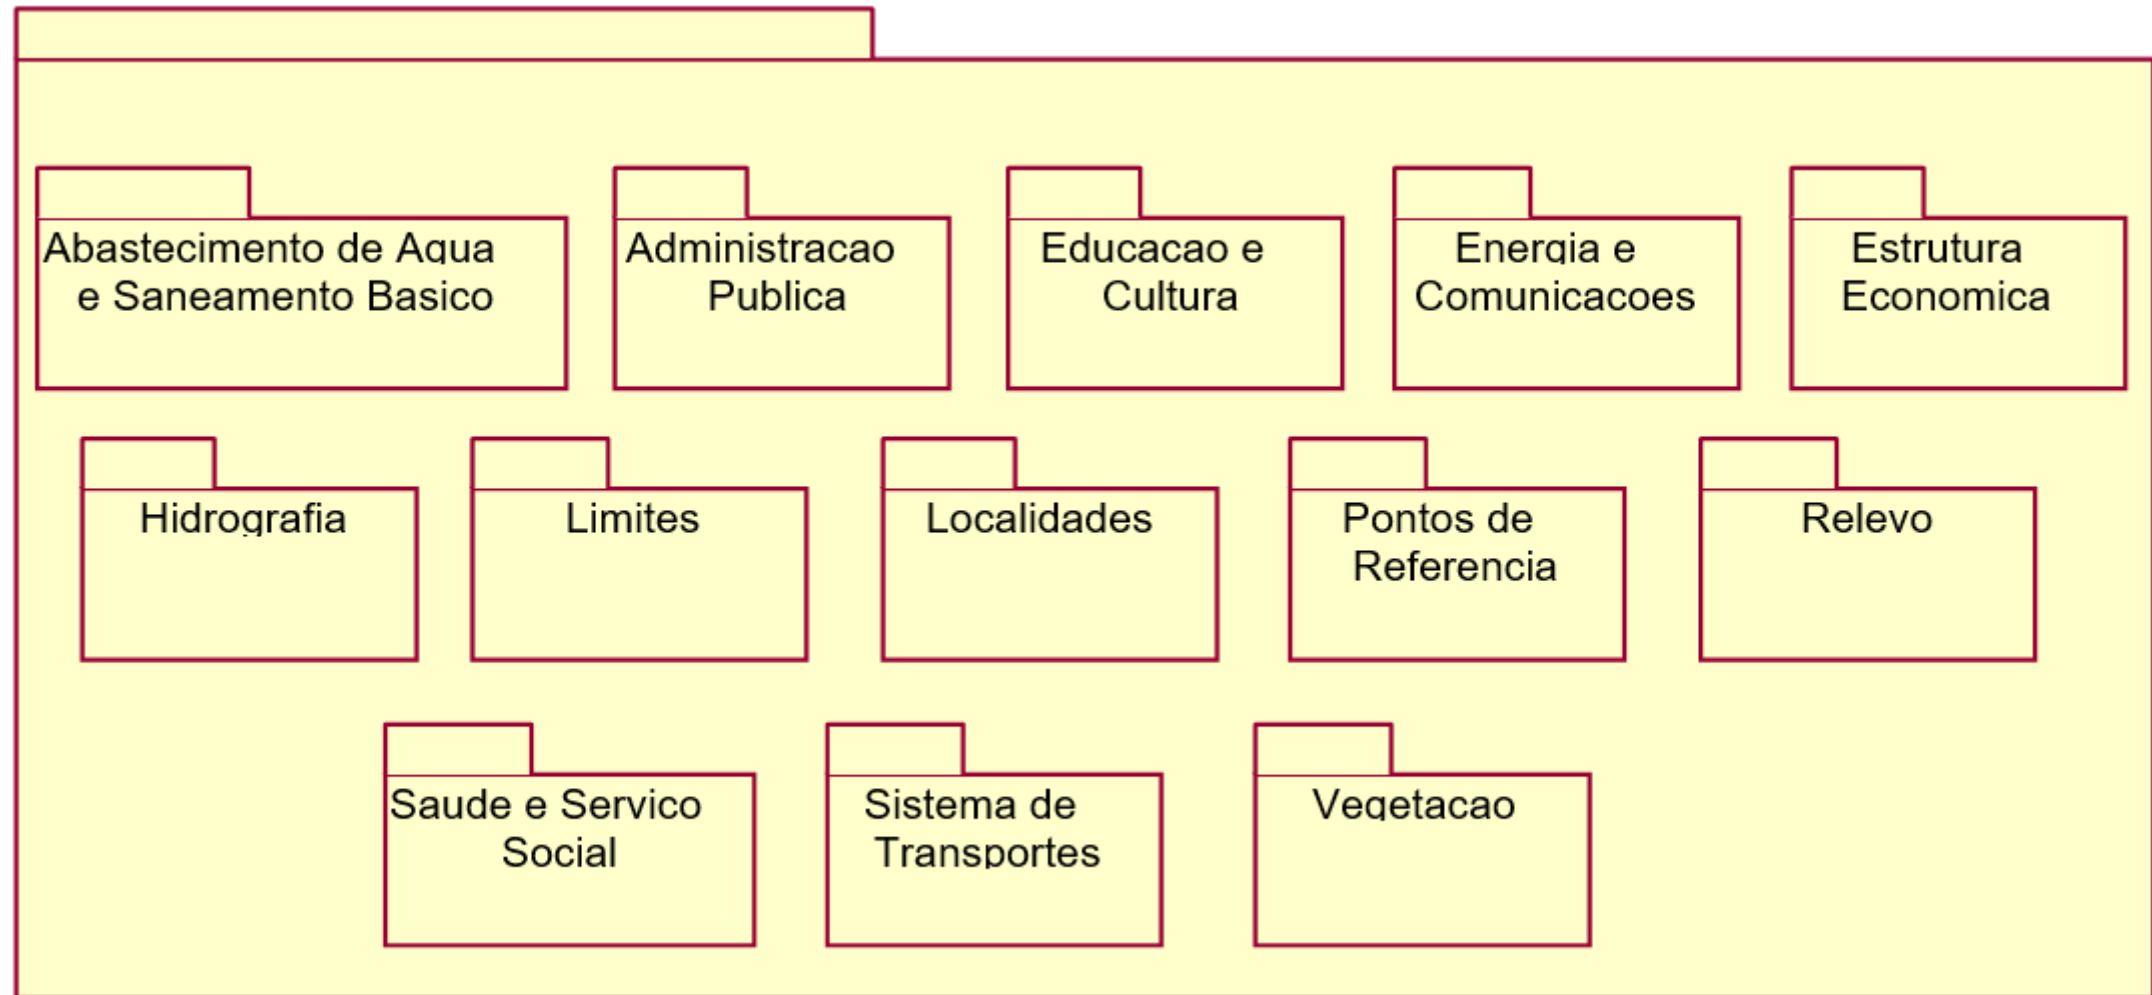 Abastecimento de Agua
e Saneamento Basico
Administracao
Publica
Educacao e
Cultura
Energia e
Comunicacoes
Estrutura
Economica
Hidrografia
Limites
Localidades
Pontos de
Referencia
Relevo
Saude e Servico
Social
Sistema de
Transportes
Vegetacao